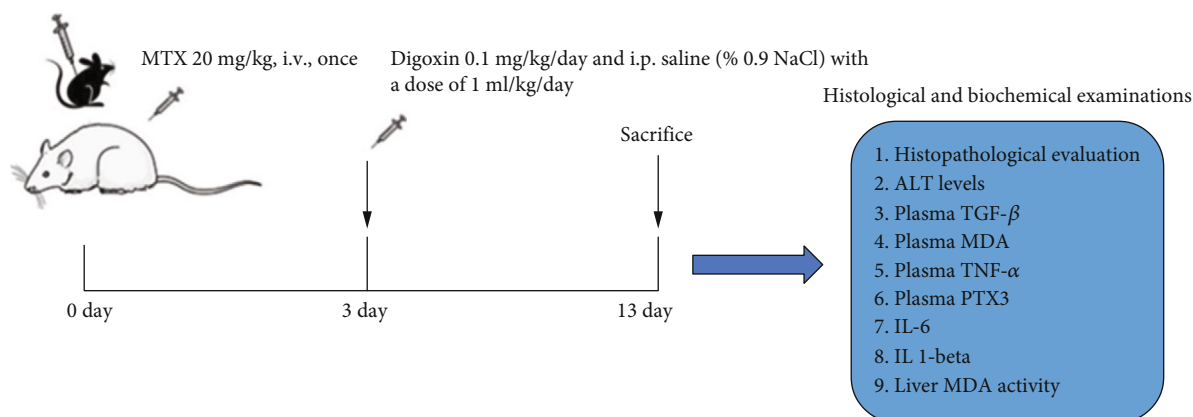 MTX 20 mg/kg, i.v., once
Digoxin 0.1 mg/kg/day and i.p. saline (% 0.9 NaCl) with
a dose of 1 ml/kg/day
Sacrifice
0 day
3 day
13 day
Histological and biochemical examinations
1. Histopathological evaluation
2. ALT levels
3. Plasma TGF-β
4. Plasma MDA
5. Plasma TNF-α
6. Plasma PTX3
7. IL-6
8. IL 1-beta
9. Liver MDA activity